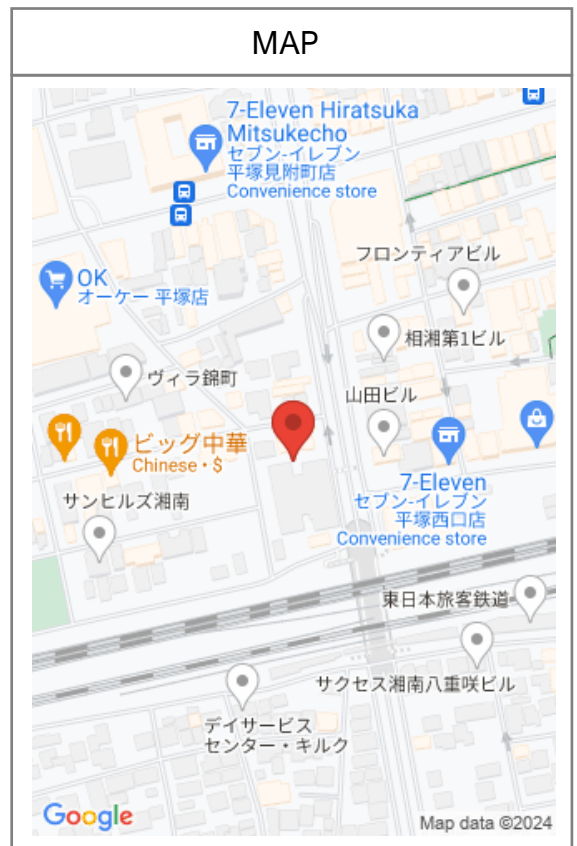 MAP
7-Eleven Hiratsuka
Mitsukecho
セブン-イレブン
平塚見附町店
Convenience store
フロンティアビル
OK
オーケー 平塚店
相湘第1ビル
ヴィラ錦町
山田ビル
ビッグ中華
Chinese・$
7-Eleven
セブン-イレブン
平塚西口店
Convenience store
サンヒルズ湘南
東日本旅客鉄道
サクセス湘南八重咲ビル
デイサービス
センター・キルク
Google
Map data ©2024